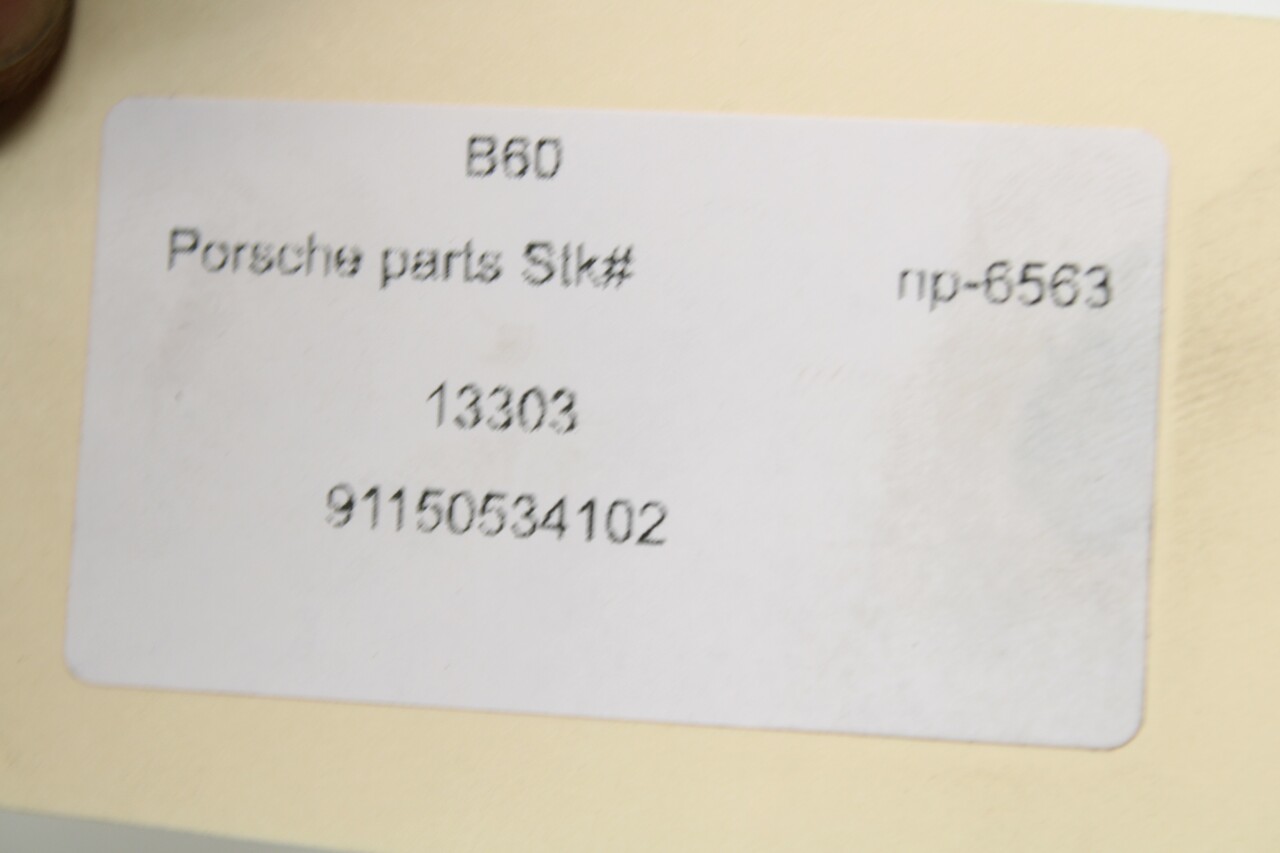 B60
Porsche parts Stk# np-6563
13303
91150534102